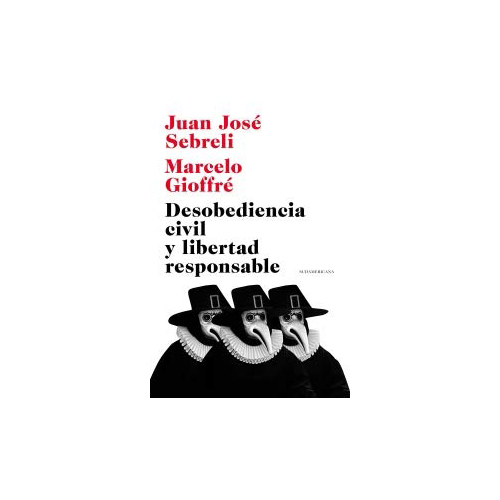 Juan José
Sebreli
Marcelo
Gioffré
Desobediencia
civil
y libertad
responsable
SUDAMERICANA